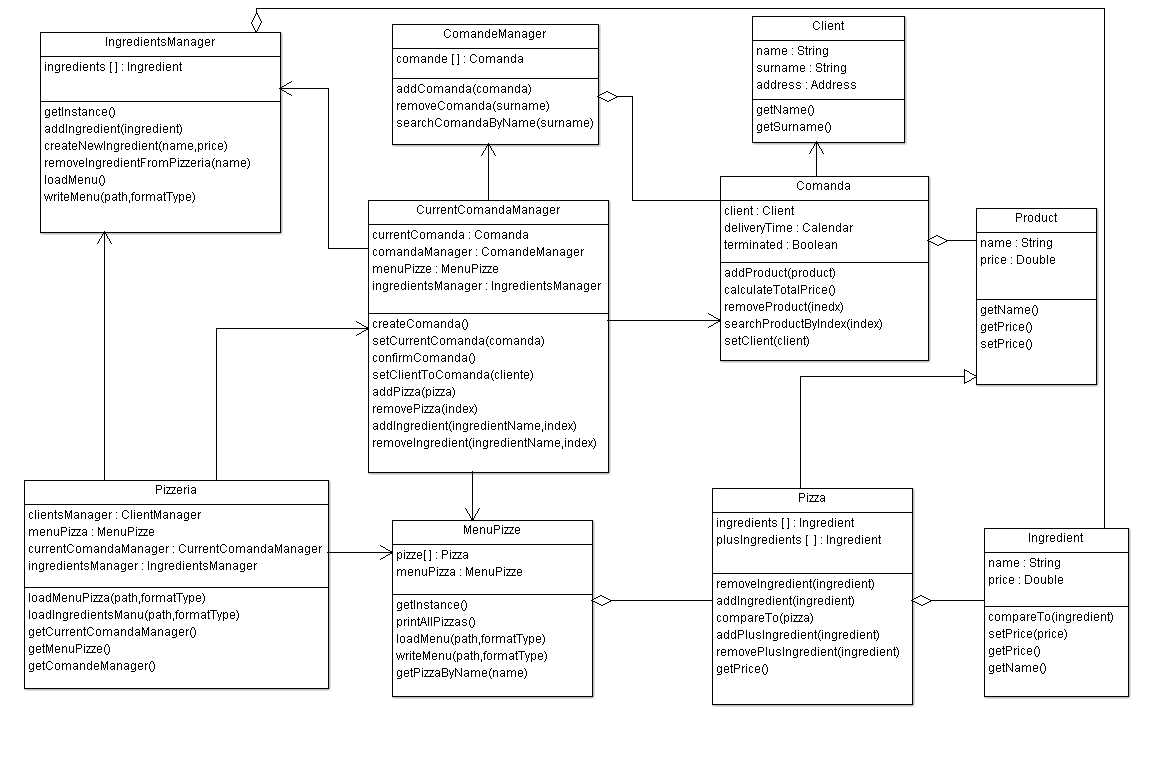 IngredientsManager
ingredients [ ] : Ingredient
getInstance()
addIngredient(ingredient)
createNewIngredient(name,price)
removeIngredientFromPizzeria(name)
loadMenu()
writeMenu(path,formatType)
ComandeManager
comande [ ] : Comanda
addComanda(comanda)
removeComanda(surname)
searchComandaByName(surname)
Client
name : String
surname : String
address : Address
getName()
getSurname()
CurrentComandaManager
currentComanda : Comanda
comandaManager : ComandeManager
menuPizze : MenuPizze
ingredientsManager : IngredientsManager
createComanda()
setCurrentComanda(comanda)
confirmComanda()
setClientToComanda(cliente)
addPizza(pizza)
removePizza(index)
addIngredient(ingredientName,index)
removeIngredient(ingredientName,index)
Comanda
client : Client
deliveryTime : Calendar
terminated : Boolean
addProduct(product)
calculateTotalPrice()
removeProduct(inedx)
searchProductByIndex(index)
setClient(client)
Product
name : String
price : Double
getName()
getPrice()
setPrice()
Pizzeria
clientsManager : ClientManager
menuPizza : MenuPizze
currentComandaManager : CurrentComandaManager
ingredientsManager : IngredientsManager
loadMenuPizza(path,formatType)
loadIngredientsManu(path,formatType)
getCurrentComandaManager()
getMenuPizze()
getComandeManager()
MenuPizze
pizze[ ] : Pizza
menuPizza : MenuPizze
getInstance()
printAllPizzas()
loadMenu(path,formatType)
writeMenu(path,formatType)
getPizzaByName(name)
Pizza
ingredients [ ] : Ingredient
plusIngredients [ ] : Ingredient
removeIngredient(ingredient)
addIngredient(ingredient)
compareTo(pizza)
addPlusIngredient(ingredient)
removePlusIngredient(ingredient)
getPrice()
Ingredient
name : String
price : Double
compareTo(ingredient)
setPrice(price)
getPrice()
getName()